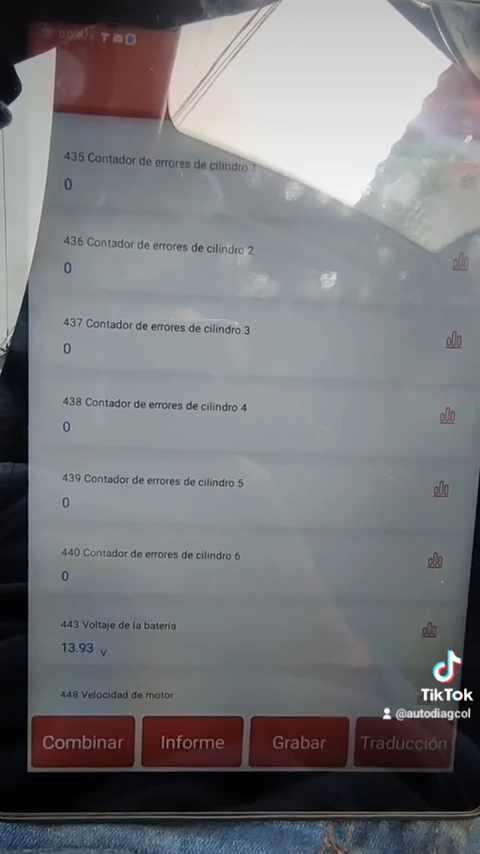 435 Contador de errores de cilindro 1
0
436 Contador de errores de cilindro 2
0
437 Contador de errores de cilindro 3
0
438 Contador de errores de cilindro 4
0
439 Contador de errores de cilindro 5
0
440 Contador de errores de cilindro 6
0
443 Voltaje de la batería
13.93 V
448 Velocidad de motor
TikTok
@autodiagcol
Combinar Informe Grabar Traducción